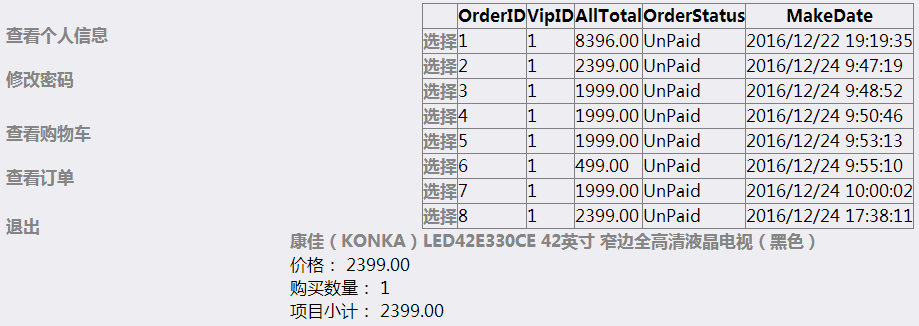 查看个人信息
修改密码
查看购物车
查看订单
退出
OrderID VipID AllTotal OrderStatus MakeDate
选择 1 1 8396.00 UnPaid 2016/12/22 19:19:35
选择 2 1 2399.00 UnPaid 2016/12/24 9:47:19
选择 3 1 1999.00 UnPaid 2016/12/24 9:48:52
选择 4 1 1999.00 UnPaid 2016/12/24 9:50:46
选择 5 1 1999.00 UnPaid 2016/12/24 9:53:13
选择 6 1 499.00 UnPaid 2016/12/24 9:55:10
选择 7 1 1999.00 UnPaid 2016/12/24 10:00:02
选择 8 1 2399.00 UnPaid 2016/12/24 17:38:11
康佳（KONKA）LED42E330CE 42英寸 窄边全高清液晶电视（黑色）
价格： 2399.00
购买数量： 1
项目小计： 2399.00